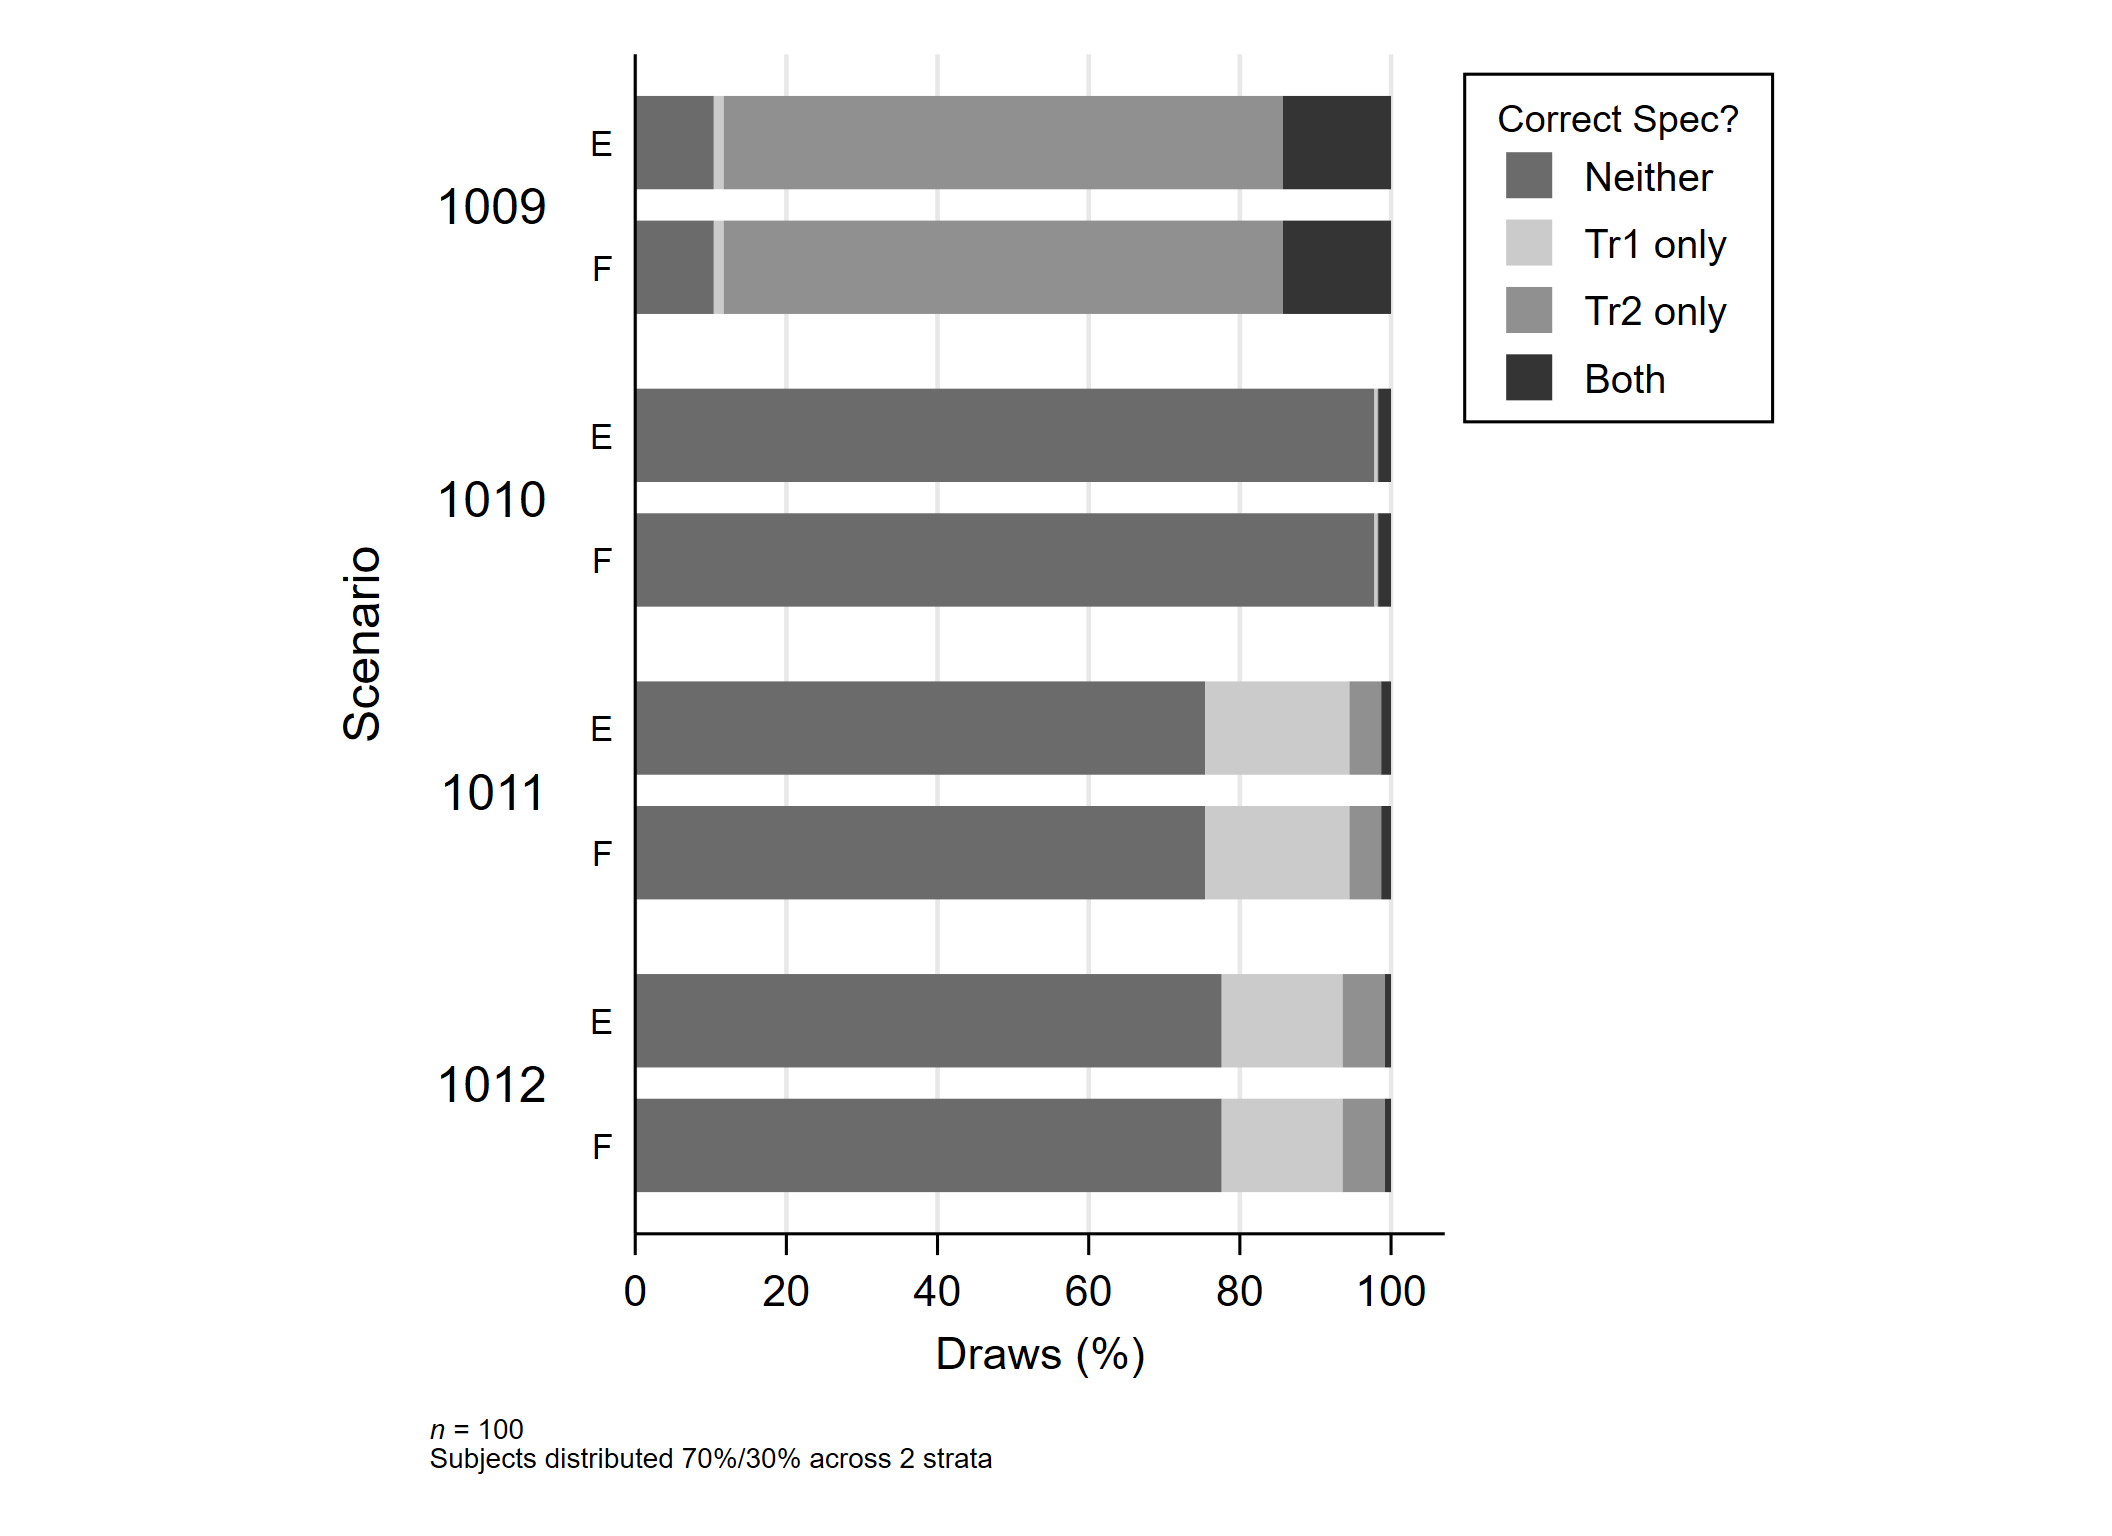 Correct Spec?
Neither
Tr1 only
Tr2 only
Both
Scenario
1009
E
F
1010
E
F
1011
E
F
1012
E
F
0 20 40 60 80 100
Draws (%)
n = 100
Subjects distributed 70%/30% across 2 strata